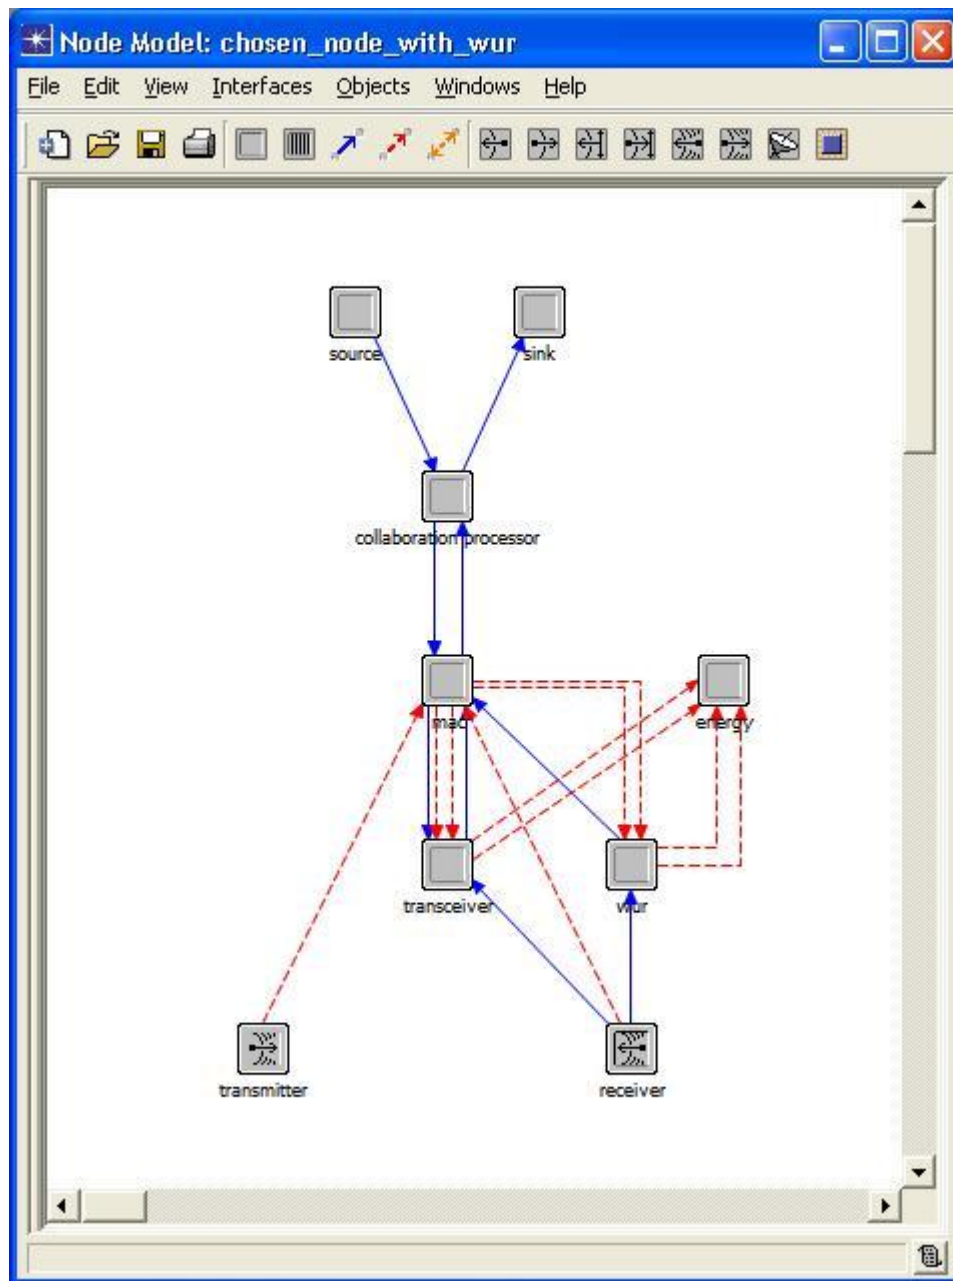 Node Model: chosen_node_with_wur
File Edit View Interfaces Objects Windows Help
source
sink
collaboration processor
mac
energy
transceiver
wur
transmitter
receiver